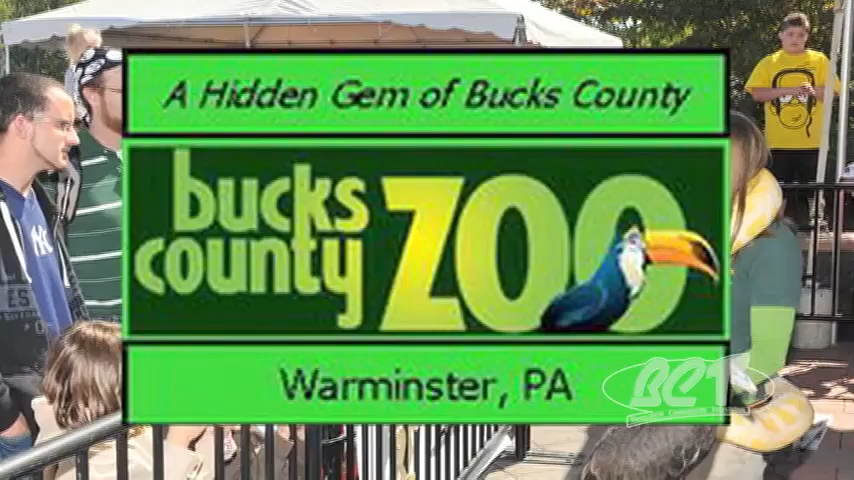 A Hidden Gem of Bucks County
bucks
county
ZOO
Warminster, PA
BCT